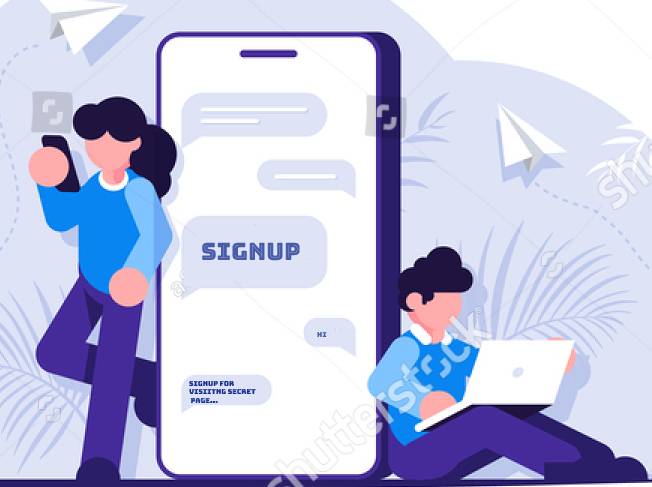 SIGNUP
HI
SIGNUP FOR
VISIITNG SECRET
PAGE...
shutterstock